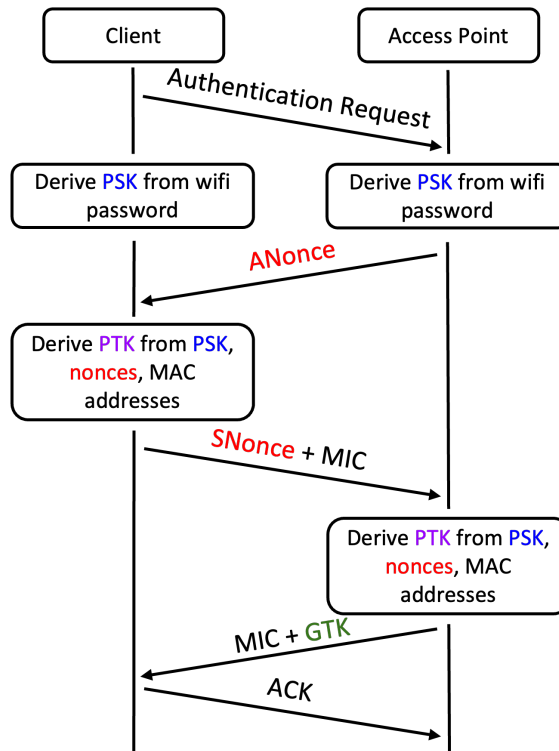 Client
Access Point
Authentication Request
Derive PSK from wifi
password
Derive PSK from wifi
password
ANonce
Derive PTK from PSK,
nonces, MAC
addresses
SNonce + MIC
Derive PTK from PSK,
nonces, MAC
addresses
MIC + GTK
ACK